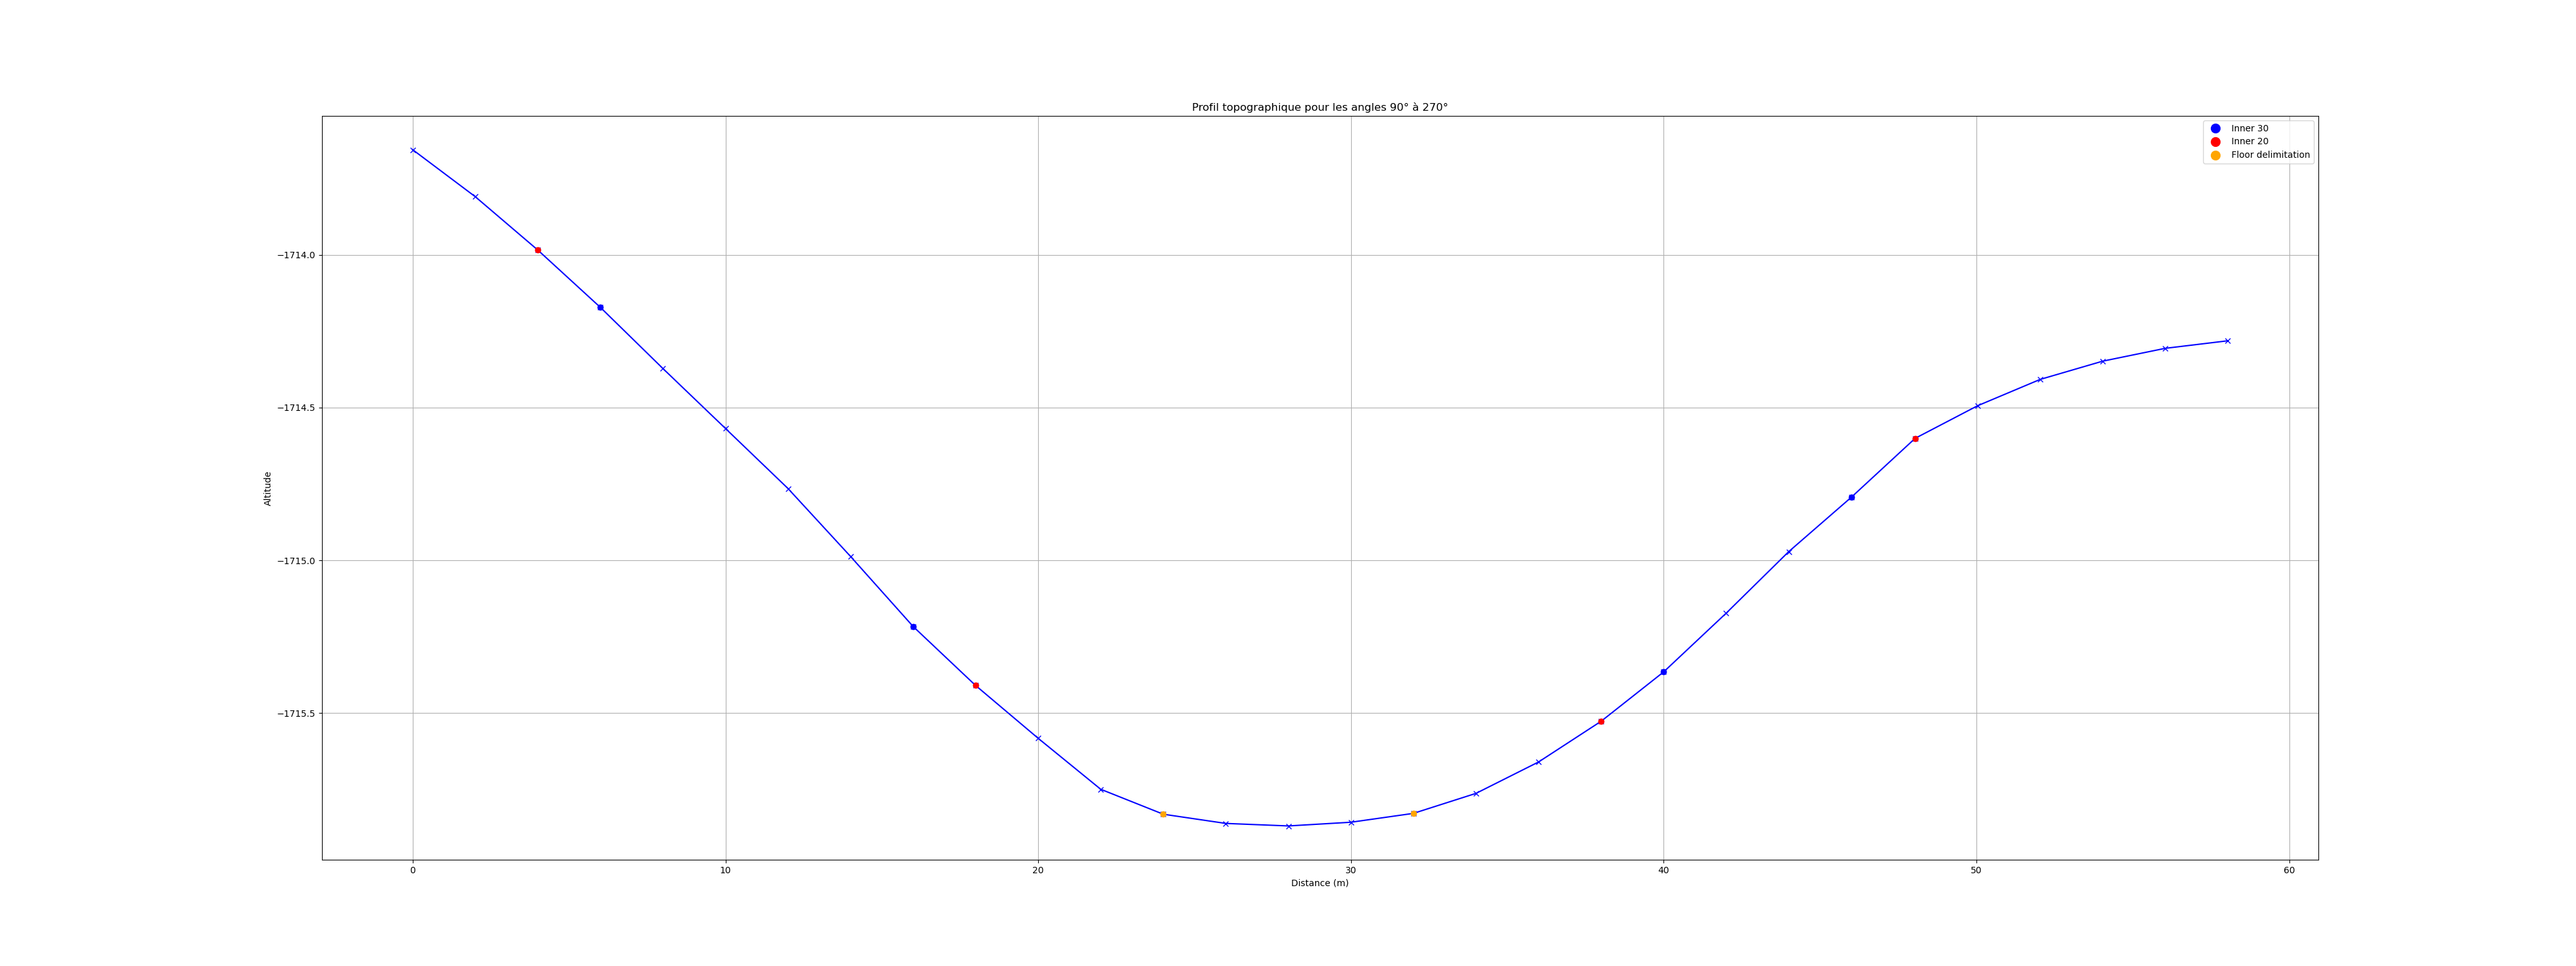 Profil topographique pour les angles 90° à 270°
Inner 30
Inner 20
Floor delimitation
−1714.0
−1714.5
−1715.0
−1715.5
Altitude
0 10 20 30 40 50 60
Distance (m)